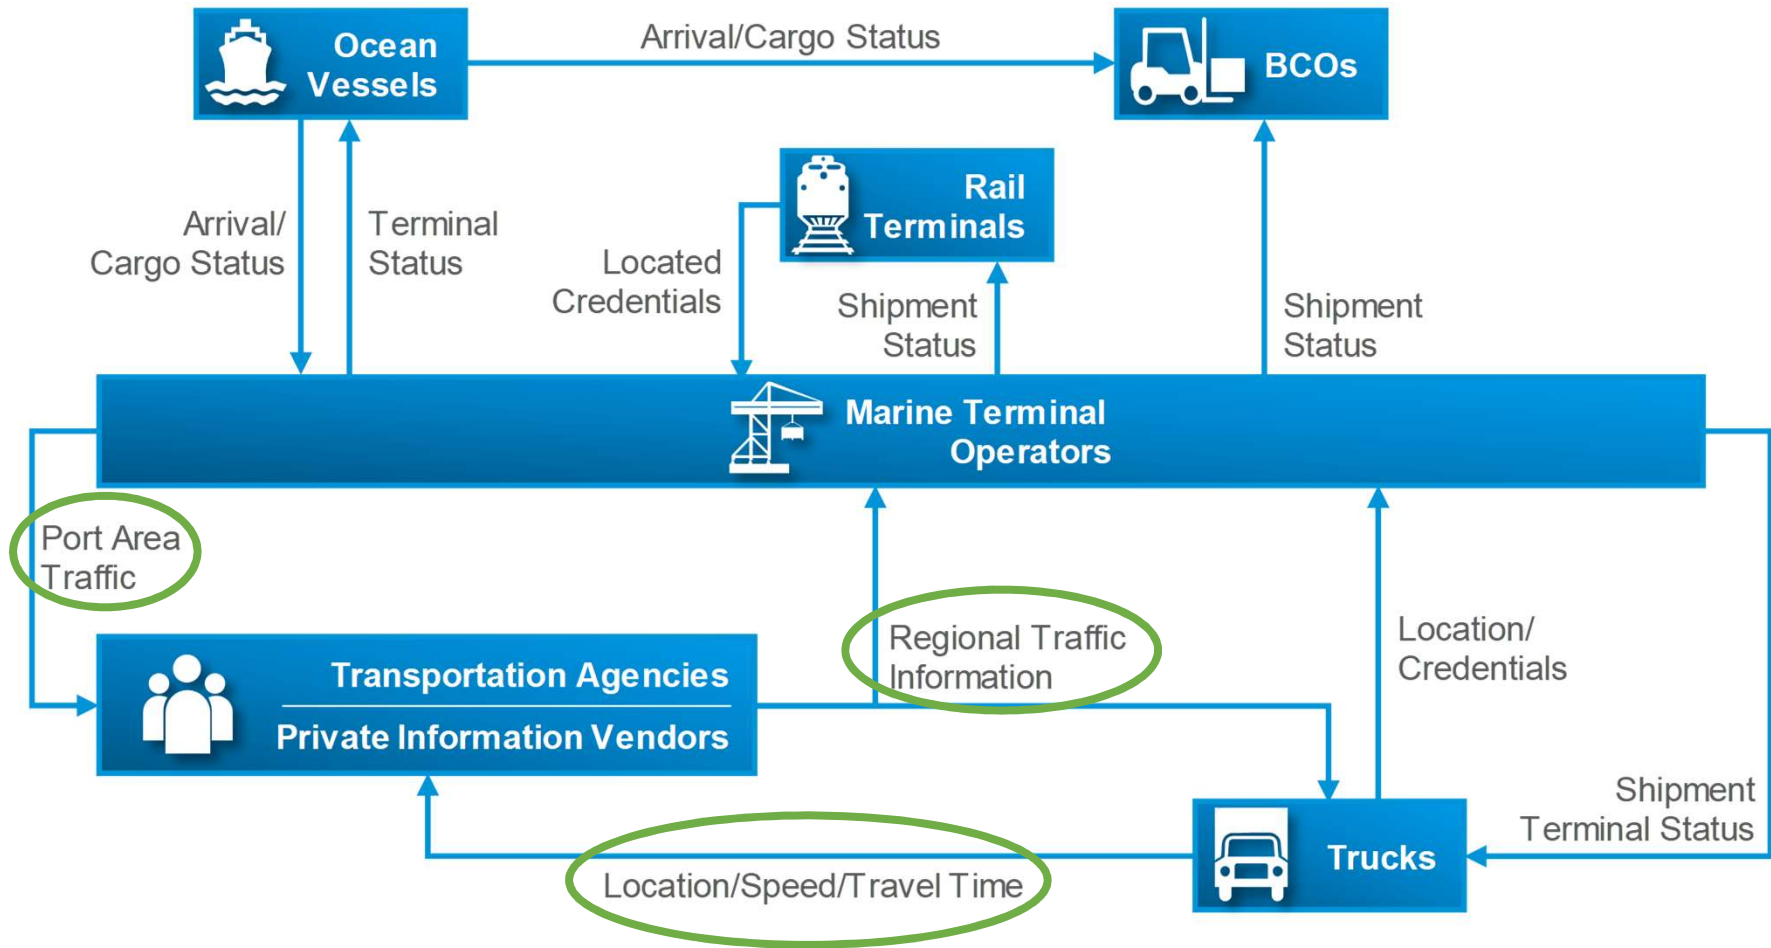 Ocean
Vessels
Arrival/Cargo Status
BCOs
Rail
Terminals
Arrival/
Cargo Status
Terminal
Status
Located
Credentials
Shipment
Status
Shipment
Status
Marine Terminal
Operators
Port Area
Traffic
Regional Traffic
Information
Location/
Credentials
Transportation Agencies
Private Information Vendors
Shipment
Terminal Status
Trucks
Location/Speed/Travel Time